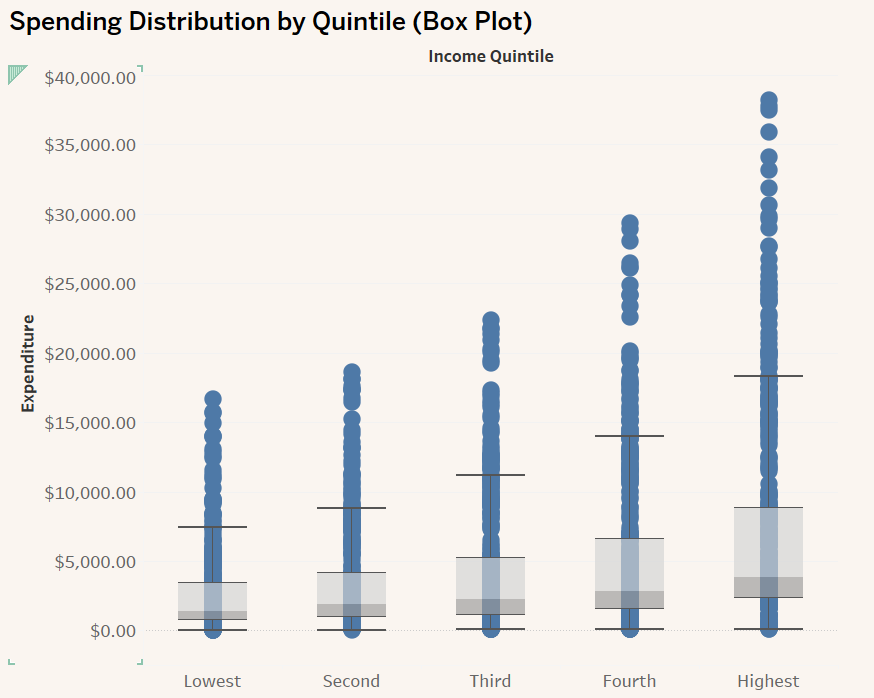 Spending Distribution by Quintile (Box Plot)
Income Quintile
$40,000.00
$35,000.00
$30,000.00
$25,000.00
$20,000.00
$15,000.00
$10,000.00
$5,000.00
$0.00
Expenditure
Lowest Second Third Fourth Highest